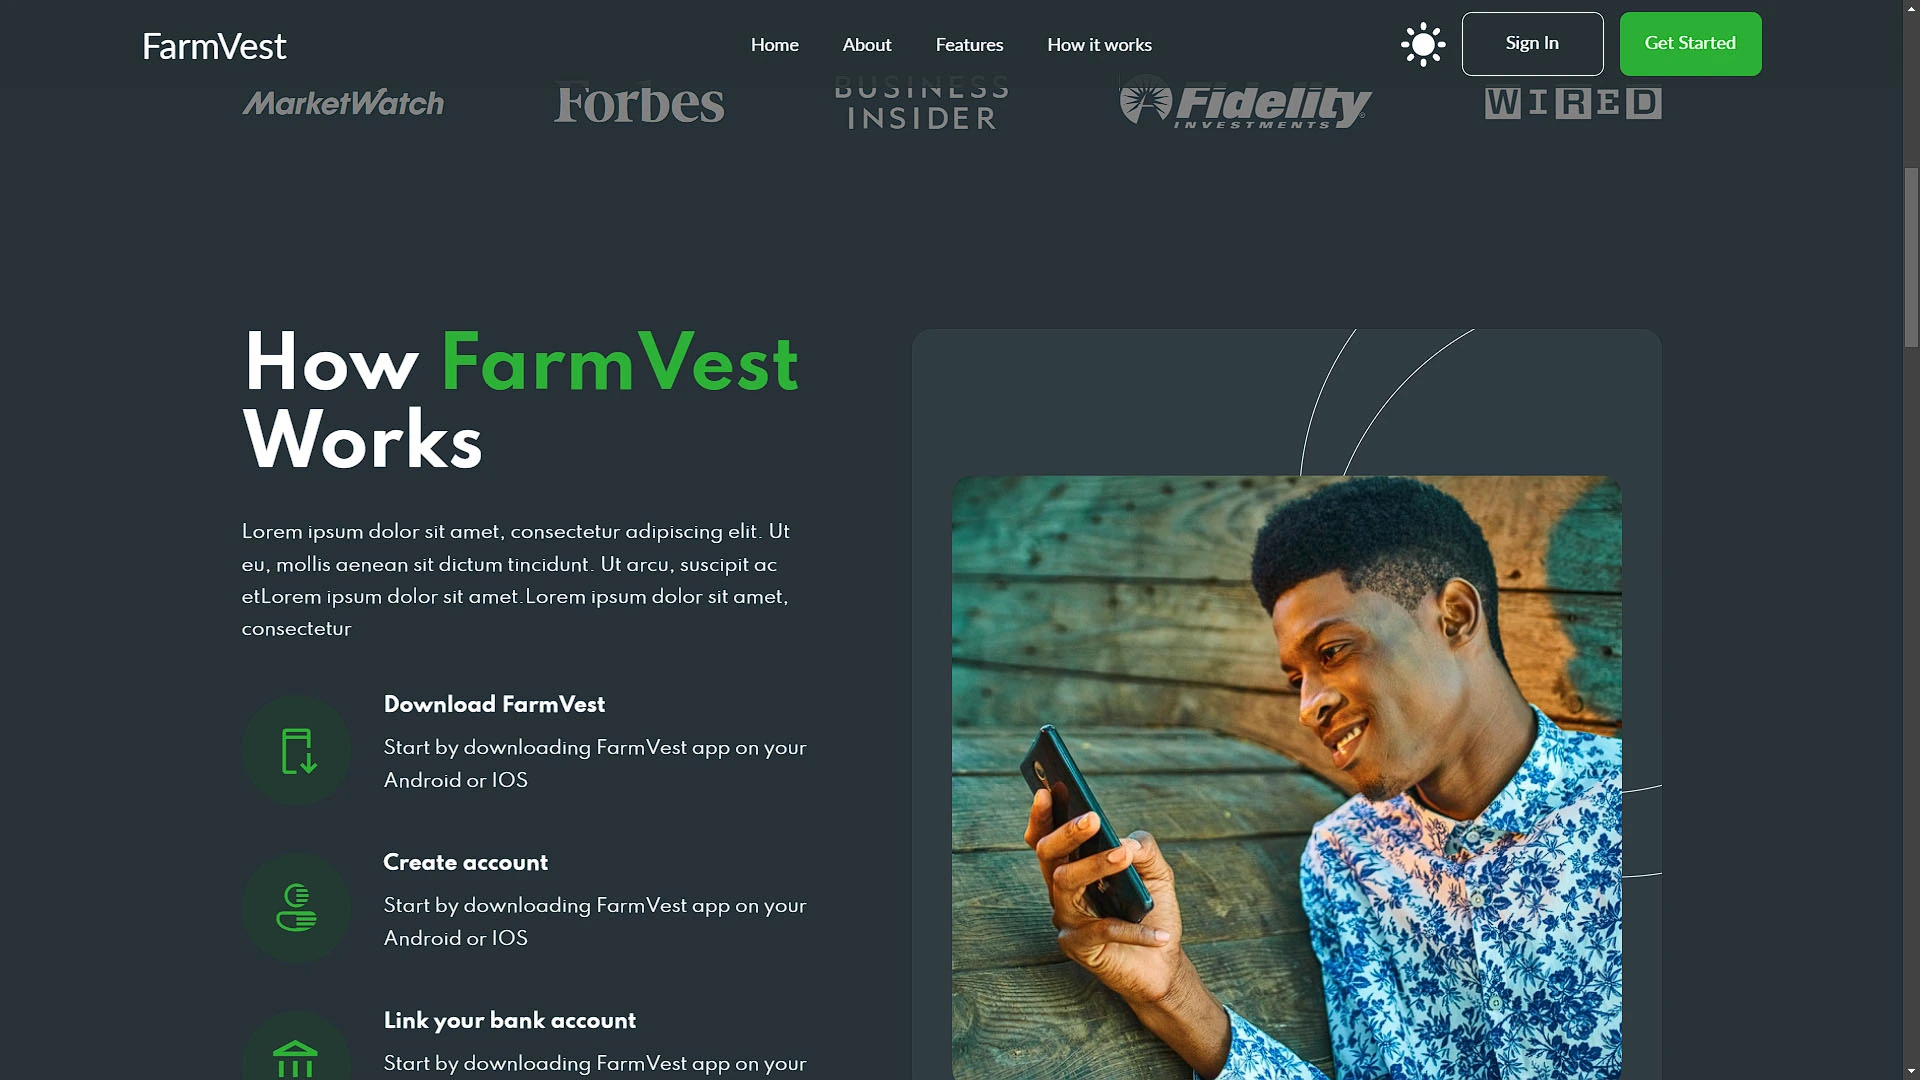 FarmVest
Home
About
Features
How it works
Sign In
Get Started
MarketWatch
Forbes
BUSINESS
INSIDER
Fidelity
INVESTMENTS
WIRED
How FarmVest
Works
Lorem ipsum dolor sit amet, consectetur adipiscing elit. Ut
eu, mollis aenean sit dictum tincidunt. Ut arcu, suscipit ac
etLorem ipsum dolor sit amet.Lorem ipsum dolor sit amet,
consectetur
Download FarmVest
Start by downloading FarmVest app on your
Android or IOS
Create account
Start by downloading FarmVest app on your
Android or IOS
Link your bank account
Start by downloading FarmVest app on your